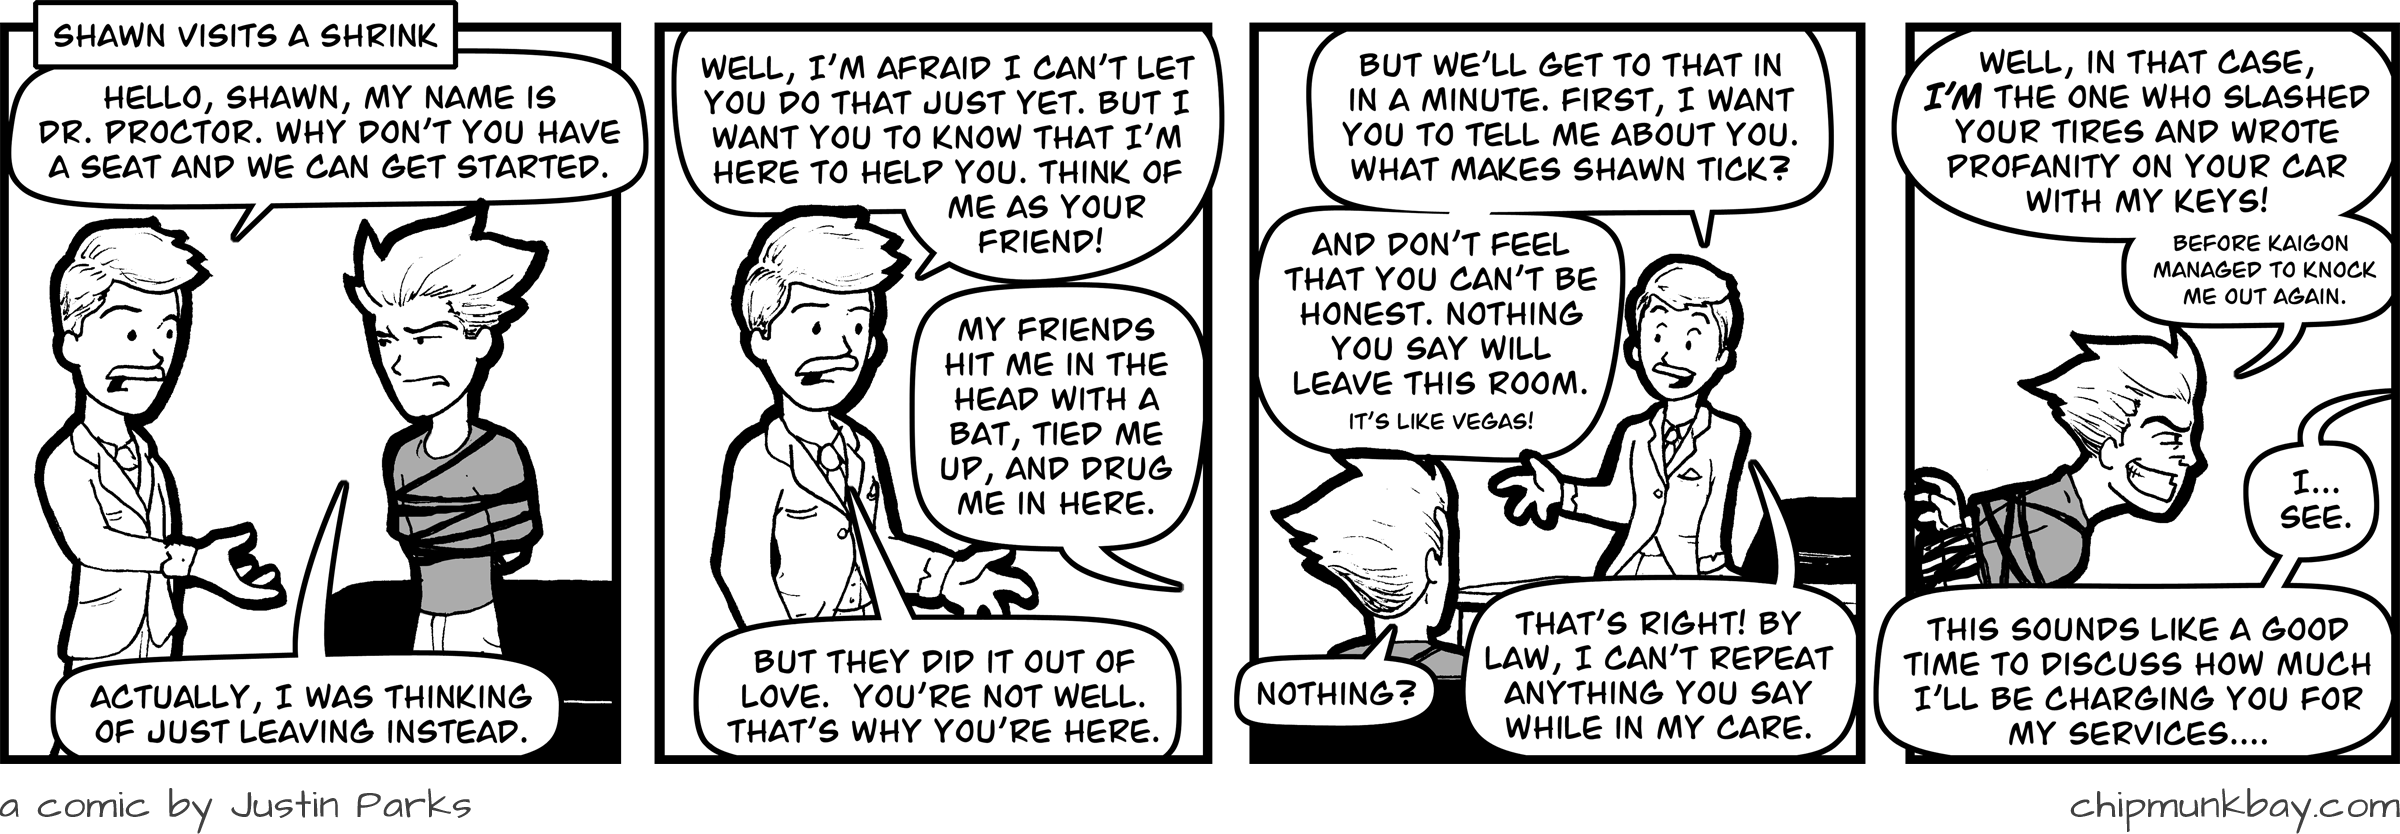 SHAWN VISITS A SHRINK
HELLO, SHAWN, MY NAME IS
DR. PROCTOR. WHY DON'T YOU HAVE
A SEAT AND WE CAN GET STARTED.
ACTUALLY, I WAS THINKING
OF JUST LEAVING INSTEAD.
WELL, I'M AFRAID I CAN'T LET
YOU DO THAT JUST YET. BUT I
WANT YOU TO KNOW THAT I'M
HERE TO HELP YOU. THINK OF
ME AS YOUR
FRIEND!
MY FRIENDS
HIT ME IN THE
HEAD WITH A
BAT, TIED ME
UP, AND DRUG
ME IN HERE.
BUT THEY DID IT OUT OF
LOVE. YOU'RE NOT WELL.
THAT'S WHY YOU'RE HERE.
BUT WE'LL GET TO THAT IN
IN A MINUTE. FIRST, I WANT
YOU TO TELL ME ABOUT YOU.
WHAT MAKES SHAWN TICK?
AND DON'T FEEL
THAT YOU CAN'T BE
HONEST. NOTHING
YOU SAY WILL
LEAVE THIS ROOM.
IT'S LIKE VEGAS!
NOTHING?
THAT'S RIGHT! BY
LAW, I CAN'T REPEAT
ANYTHING YOU SAY
WHILE IN MY CARE.
WELL, IN THAT CASE,
I'M THE ONE WHO SLASHED
YOUR TIRES AND WROTE
PROFANITY ON YOUR CAR
WITH MY KEYS!
BEFORE KAIGON
MANAGED TO KNOCK
ME OUT AGAIN.
I...
SEE.
THIS SOUNDS LIKE A GOOD
TIME TO DISCUSS HOW MUCH
I'LL BE CHARGING YOU FOR
MY SERVICES....
a comic by Justin Parks
chipmunkbay.com